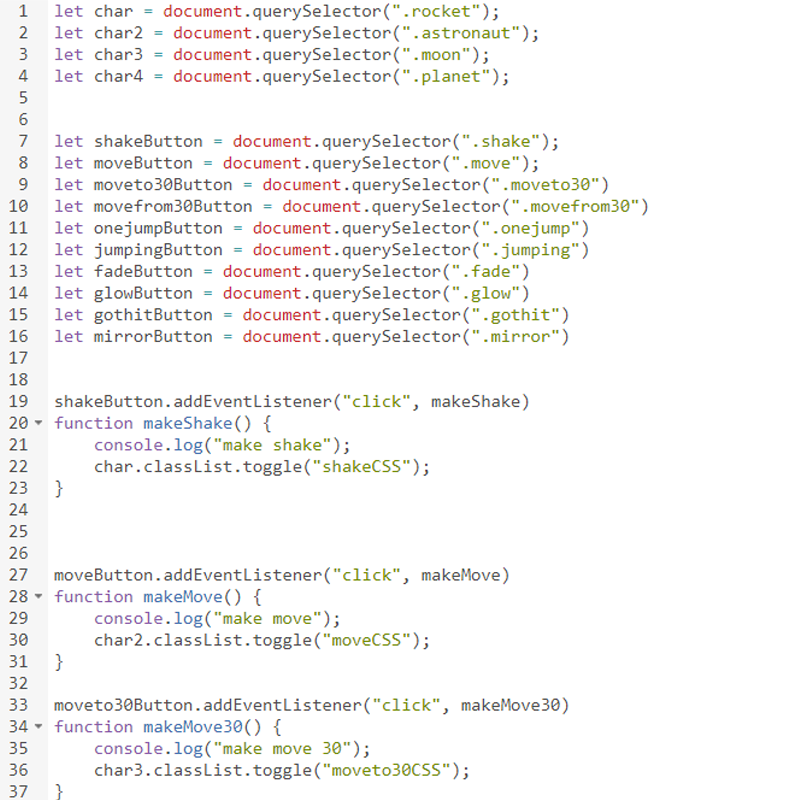 1 let char = document.querySelector(".rocket");
2 let char2 = document.querySelector(".astronaut");
3 let char3 = document.querySelector(".moon");
4 let char4 = document.querySelector(".planet");
5
6
7 let shakeButton = document.querySelector(".shake");
8 let moveButton = document.querySelector(".move");
9 let moveto30Button = document.querySelector(".moveto30")
10 let movefrom30Button = document.querySelector(".movefrom30")
11 let onejumpButton = document.querySelector(".onejump")
12 let jumpingButton = document.querySelector(".jumping")
13 let fadeButton = document.querySelector(".fade")
14 let glowButton = document.querySelector(".glow")
15 let gothitButton = document.querySelector(".gothit")
16 let mirrorButton = document.querySelector(".mirror")
17
18
19 shakeButton.addEventListener("click", makeShake)
20 function makeShake() {
21     console.log("make shake");
22     char.classList.toggle("shakeCSS");
23 }
24
25
26
27 moveButton.addEventListener("click", makeMove)
28 function makeMove() {
29     console.log("make move");
30     char2.classList.toggle("moveCSS");
31 }
32
33 moveto30Button.addEventListener("click", makeMove30)
34 function makeMove30() {
35     console.log("make move 30");
36     char3.classList.toggle("moveto30CSS");
37 }